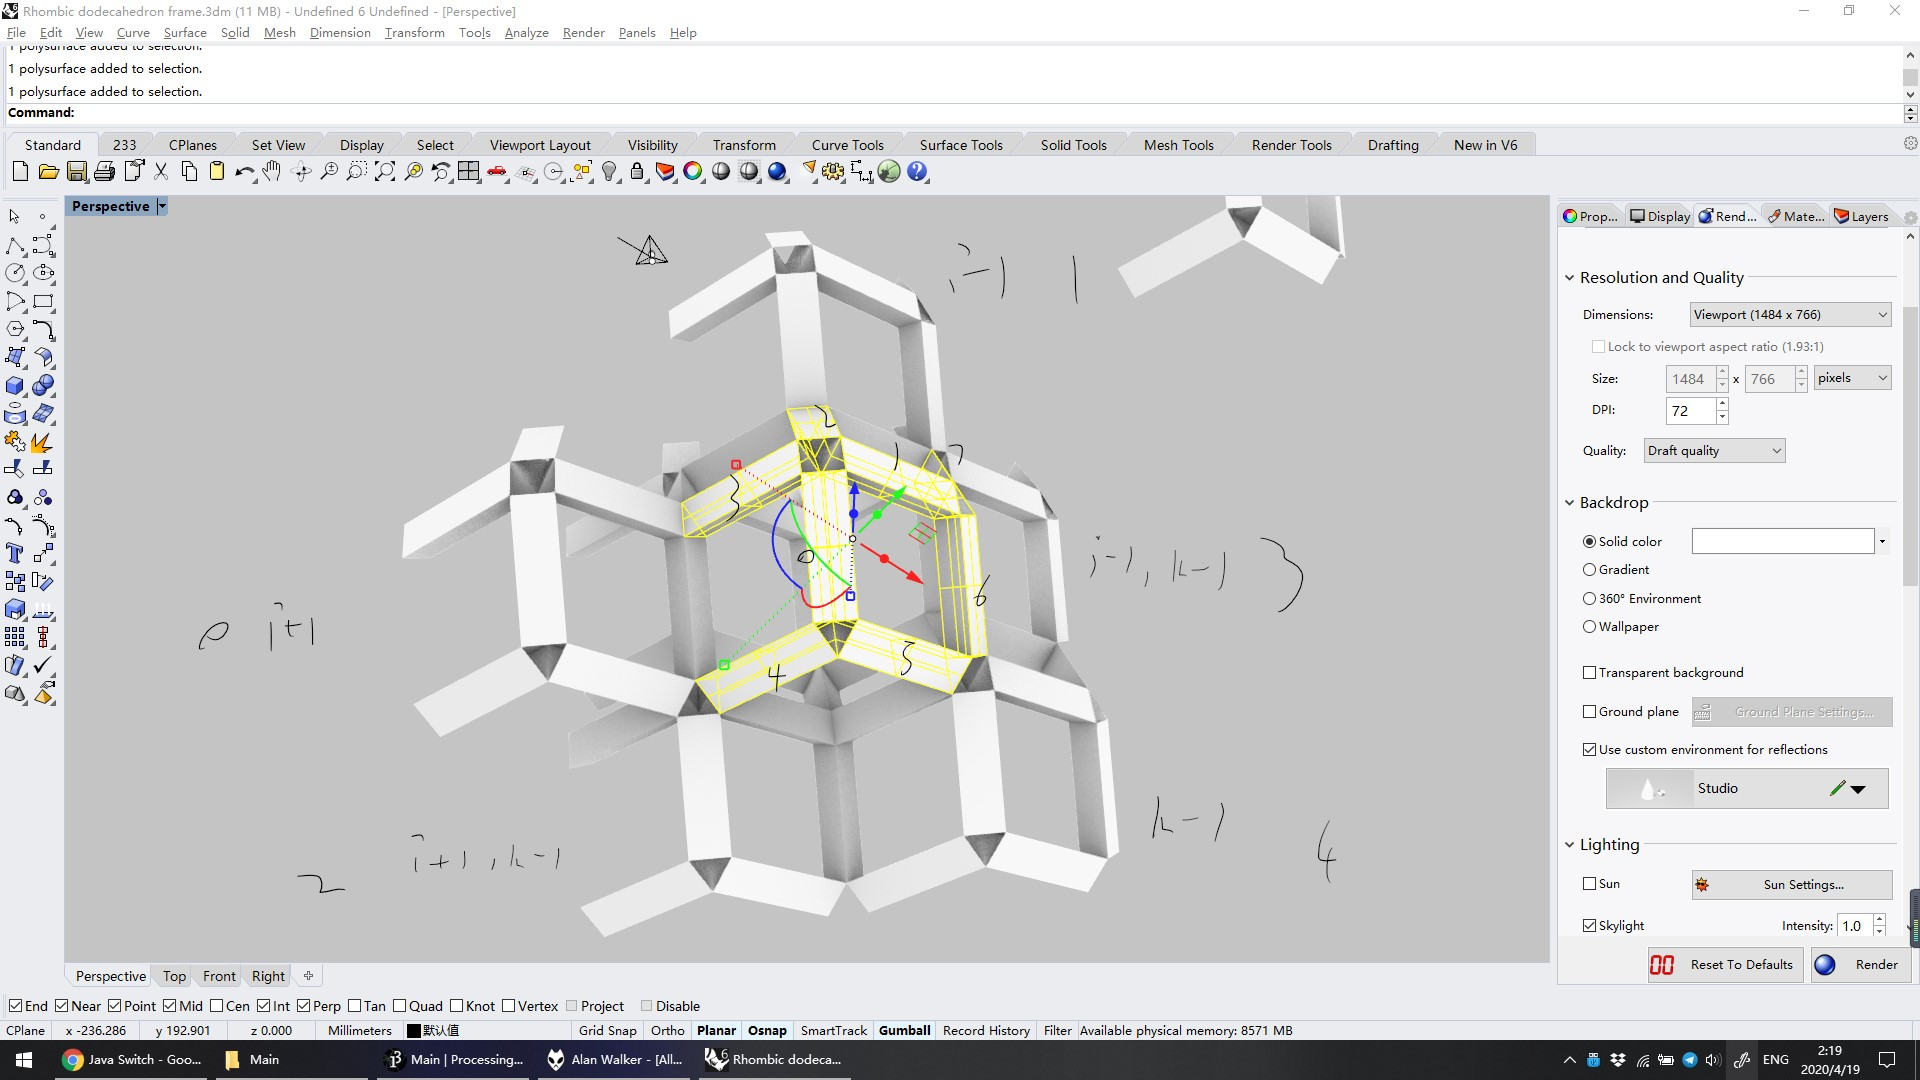 Rhombic dodecahedron frame.3dm (11 MB) - Undefined 6 Undefined - [Perspective]
File Edit View Curve Surface Solid Mesh Dimension Transform Tools Analyze Render Panels Help
1 polysurface added to selection.
1 polysurface added to selection.
1 polysurface added to selection.
Command:
Standard 233 CPlanes Set View Display Select Viewport Layout Visibility Transform Curve Tools Surface Tools Solid Tools Mesh Tools Render Tools Drafting New in V6
Perspective
Prop... Display Rend... Mate... Layers
Resolution and Quality
Dimensions: Viewport (1484 x 766)
Lock to viewport aspect ratio (1.93:1)
Size: 1484 x 766 pixels
DPI: 72
Quality: Draft quality
Backdrop
Solid color
Gradient
360° Environment
Wallpaper
Transparent background
Ground plane Ground Plane Settings...
Use custom environment for reflections
Studio
Lighting
Sun Sun Settings...
Skylight Intensity: 1.0
Reset To Defaults Render
i-1 1
2
1 7
3
0
6
i-1, k-1 3
0 i+1
4 5
k-1 4
i+1, k-1
2
Perspective Top Front Right
End Near Point Mid Cen Int Perp Tan Quad Knot Vertex Project Disable
CPlane x -236.286 y 192.901 z 0.000 Millimeters 默认值 Grid Snap Ortho Planar Osnap SmartTrack Gumball Record History Filter Available physical memory: 8571 MB
Java Switch - Goo... Main Main | Processing... Alan Walker - [All... Rhombic dodeca... ENG 2:19
2020/4/19